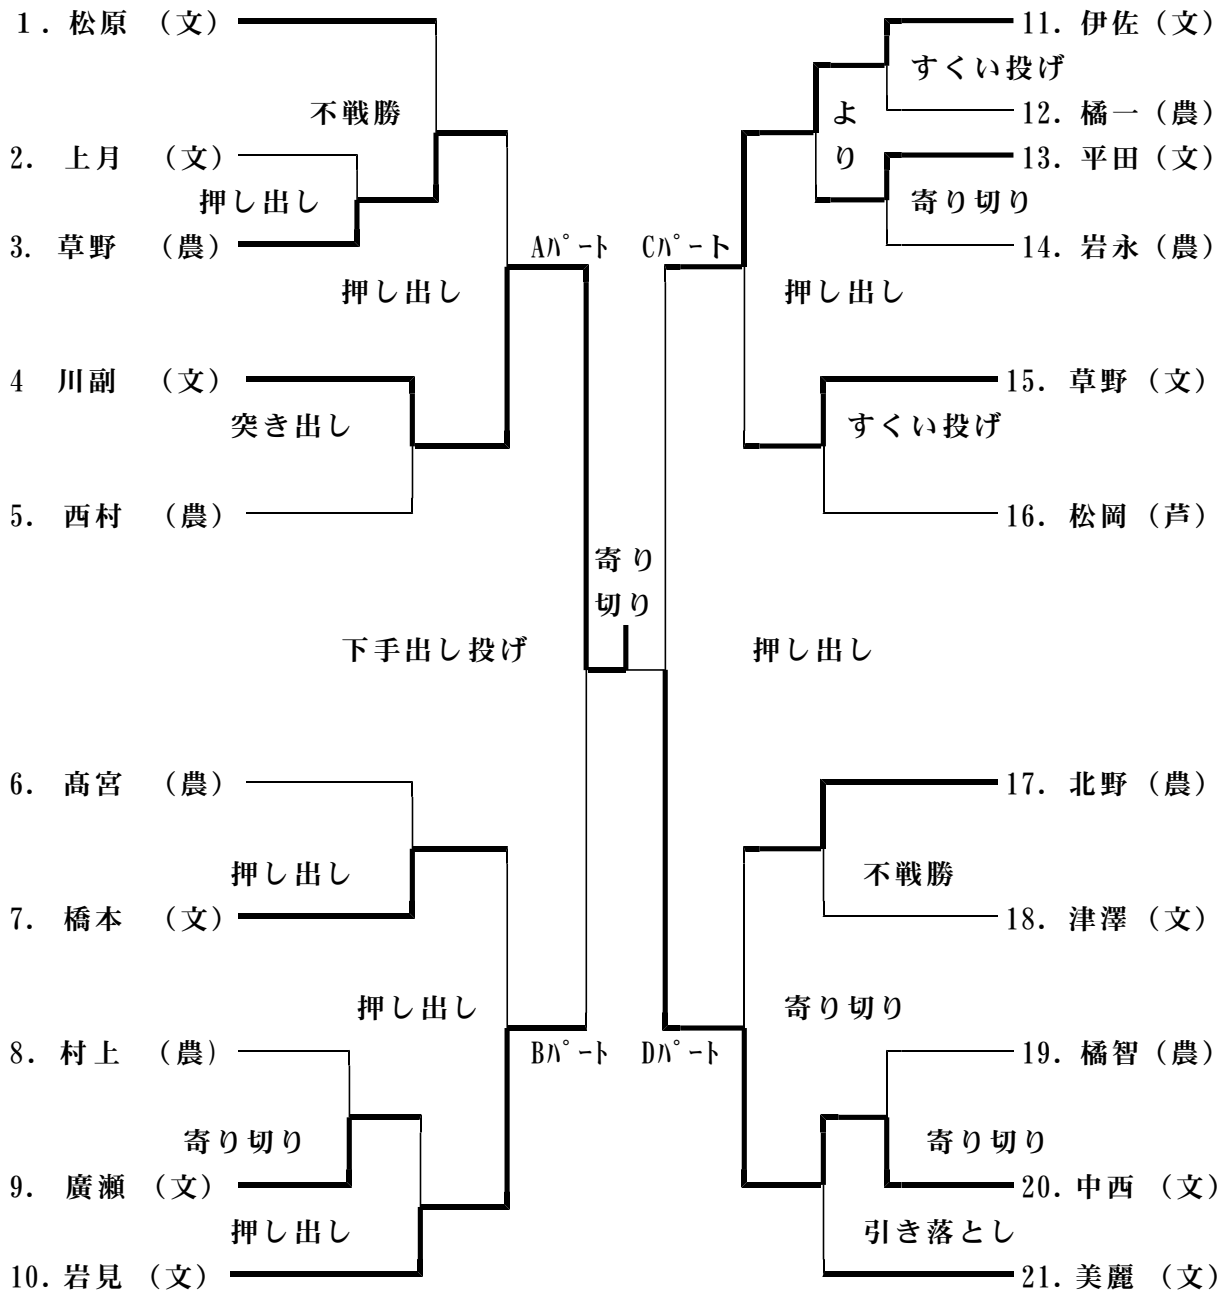 １．松原　（文）
不戦勝
2．上月　（文）
押し出し
3．草野　（農）
Aパート
押し出し
4　川副　（文）
突き出し
5．西村　（農）
下手出し投げ
6．髙宮　（農）
押し出し
7．橋本　（文）
押し出し
8．村上　（農）
Bパート
寄り切り
9．廣瀬　（文）
押し出し
10．岩見　（文）
寄り
切り
11．伊佐（文）
すくい投げ
12．橘一（農）
よ
り
13．平田（文）
寄り切り
14．岩永（農）
Cパート
押し出し
15．草野（文）
すくい投げ
16．松岡（芦）
押し出し
17．北野（農）
不戦勝
18．津澤（文）
寄り切り
Dパート
19．橘智（農）
寄り切り
20．中西（文）
引き落とし
21．美麗（文）